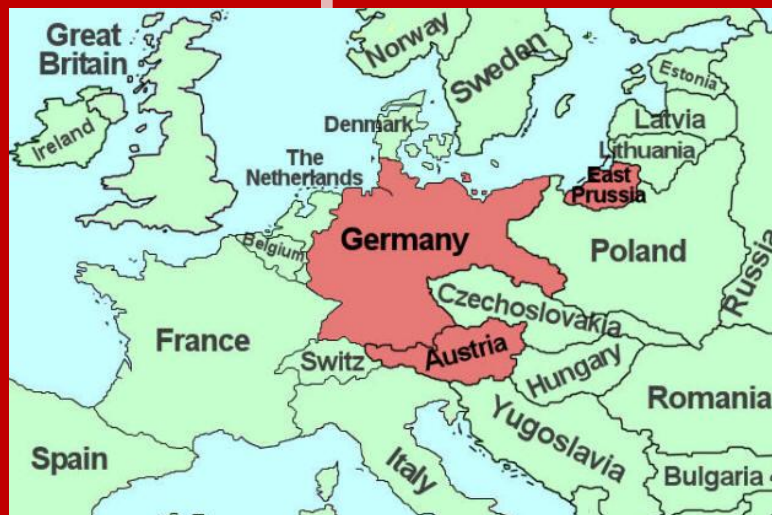 Great
Britain
Norway
Sweden
Estonia
Ireland
Denmark
Latvia
Lithuania
The
Netherlands
East
Prussia
Belgium
Germany
Poland
Russia
Czechoslovakia
France
Switz
Austria
Hungary
Romania
Yugoslavia
Spain
Italy
Bulgaria